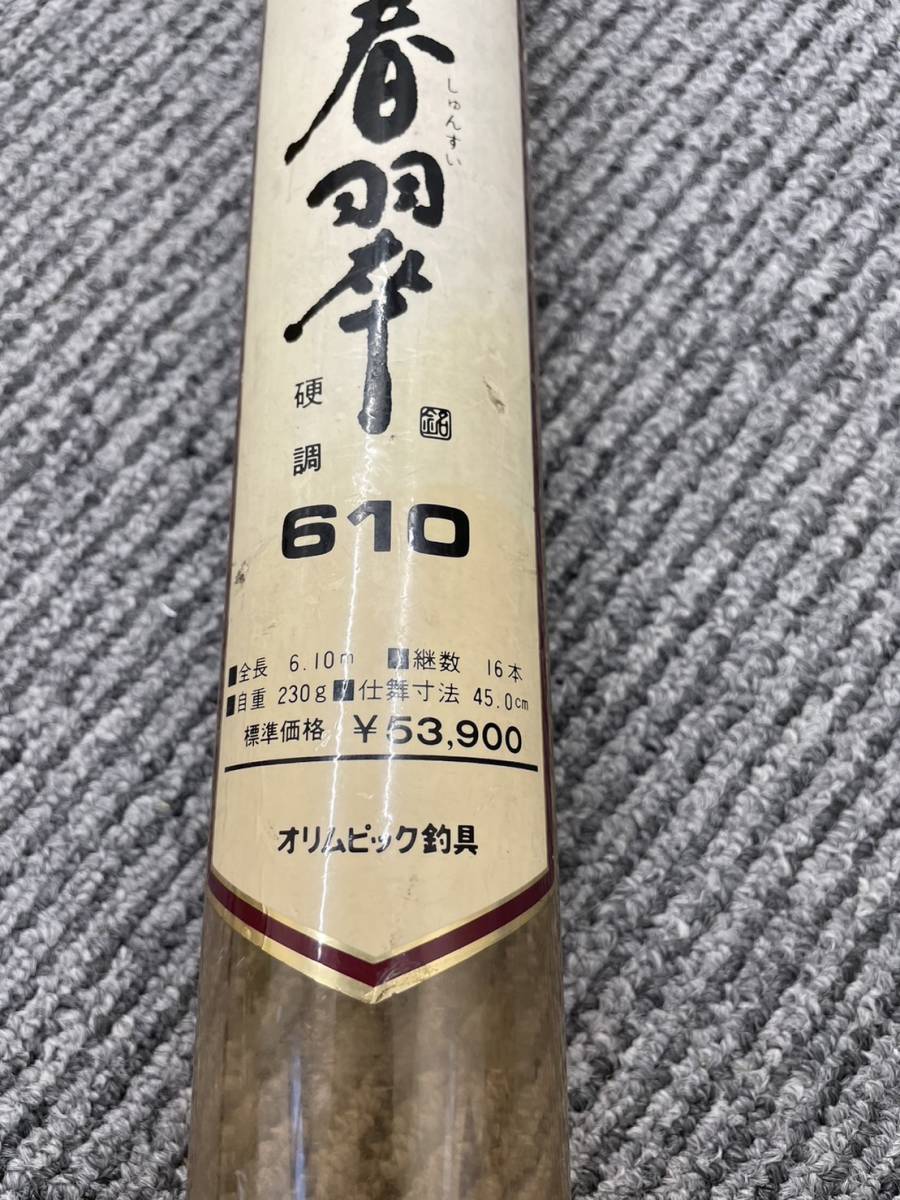 春翠
しゅんすい
銘
硬調
610
■全長 6.10m ■継数 16本
■自重 230g ■仕舞寸法 45.0cm
標準価格 ¥53,900
オリムピック釣具